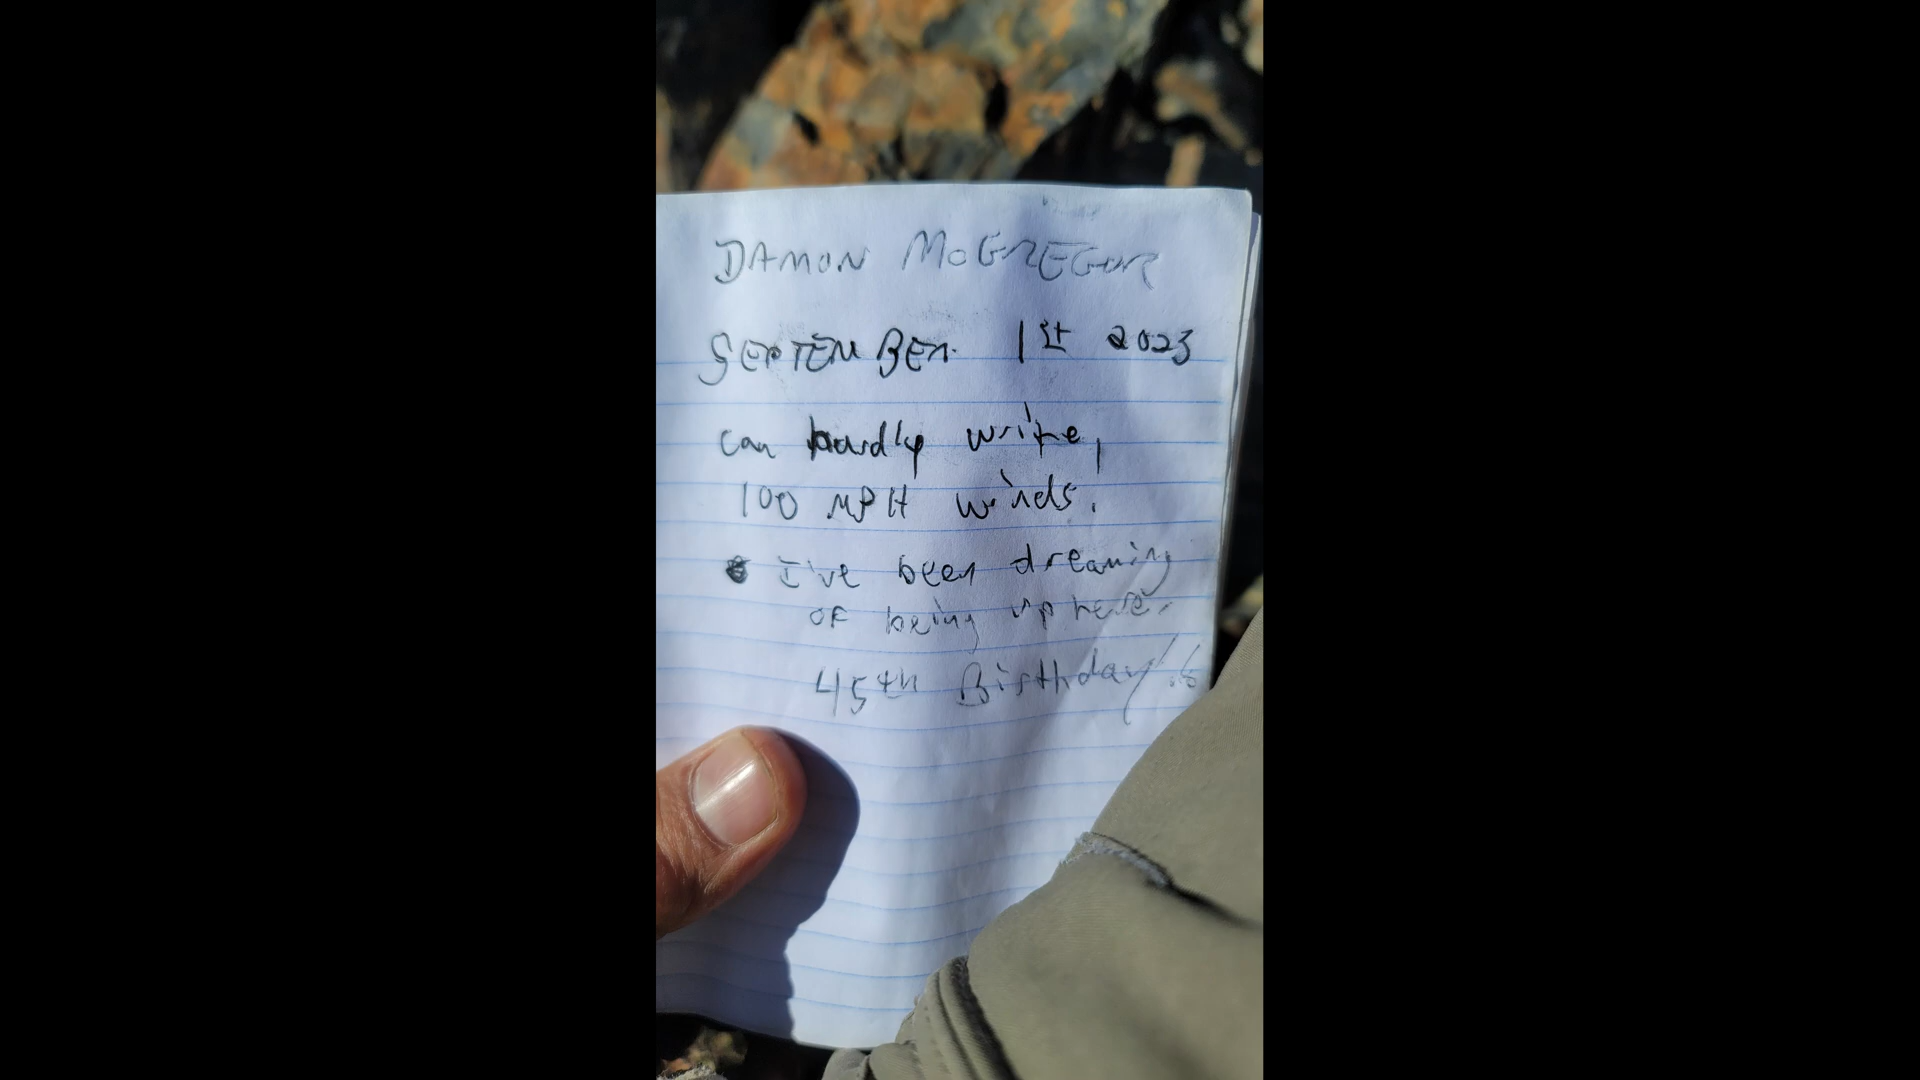 DAMON McGREGOR
SEPTEMBER 1st 2023
can hardly write,
100 MPH winds.
I've been dreaming
of being up here.
45th Birthday